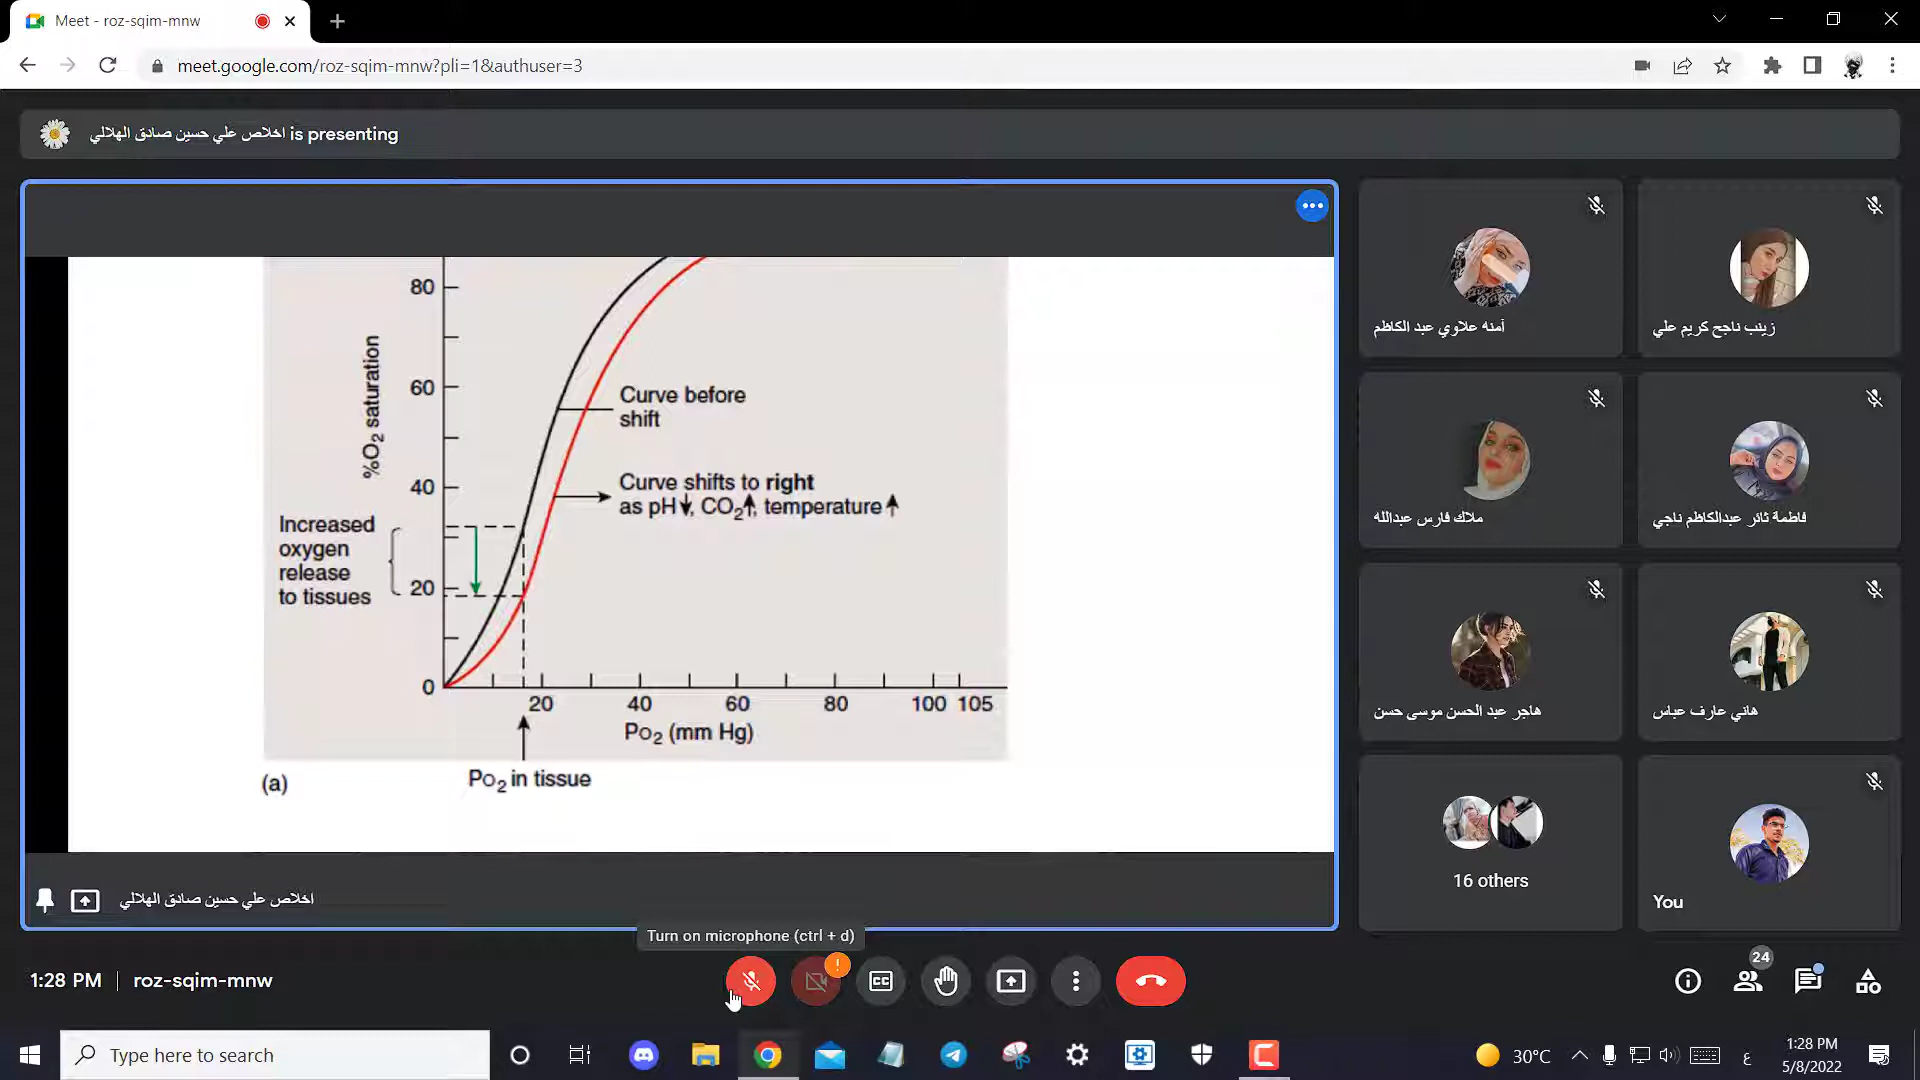 Meet - roz-sqim-mnw
meet.google.com/roz-sqim-mnw?pli=1&authuser=3
اخلاص علي حسين صادق الهلالي is presenting
80
60
40
20
0
%O2 saturation
Curve before
shift
Curve shifts to right
as pH↓, CO2↑, temperature↑
Increased
oxygen
release
to tissues
20 40 60 80 100 105
PO2 (mm Hg)
PO2 in tissue
(a)
آمنه علاوي عبد الكاظم
زينب ناجح كريم علي
ملاك فارس عبدالله
فاطمة ثائر عبدالكاظم ناجي
هاجر عبد الحسن موسى حسن
هاني عارف عباس
16 others
You
اخلاص علي حسين صادق الهلالي
Turn on microphone (ctrl + d)
1:28 PM | roz-sqim-mnw
CC
24
Type here to search
30°C
ع
1:28 PM
5/8/2022